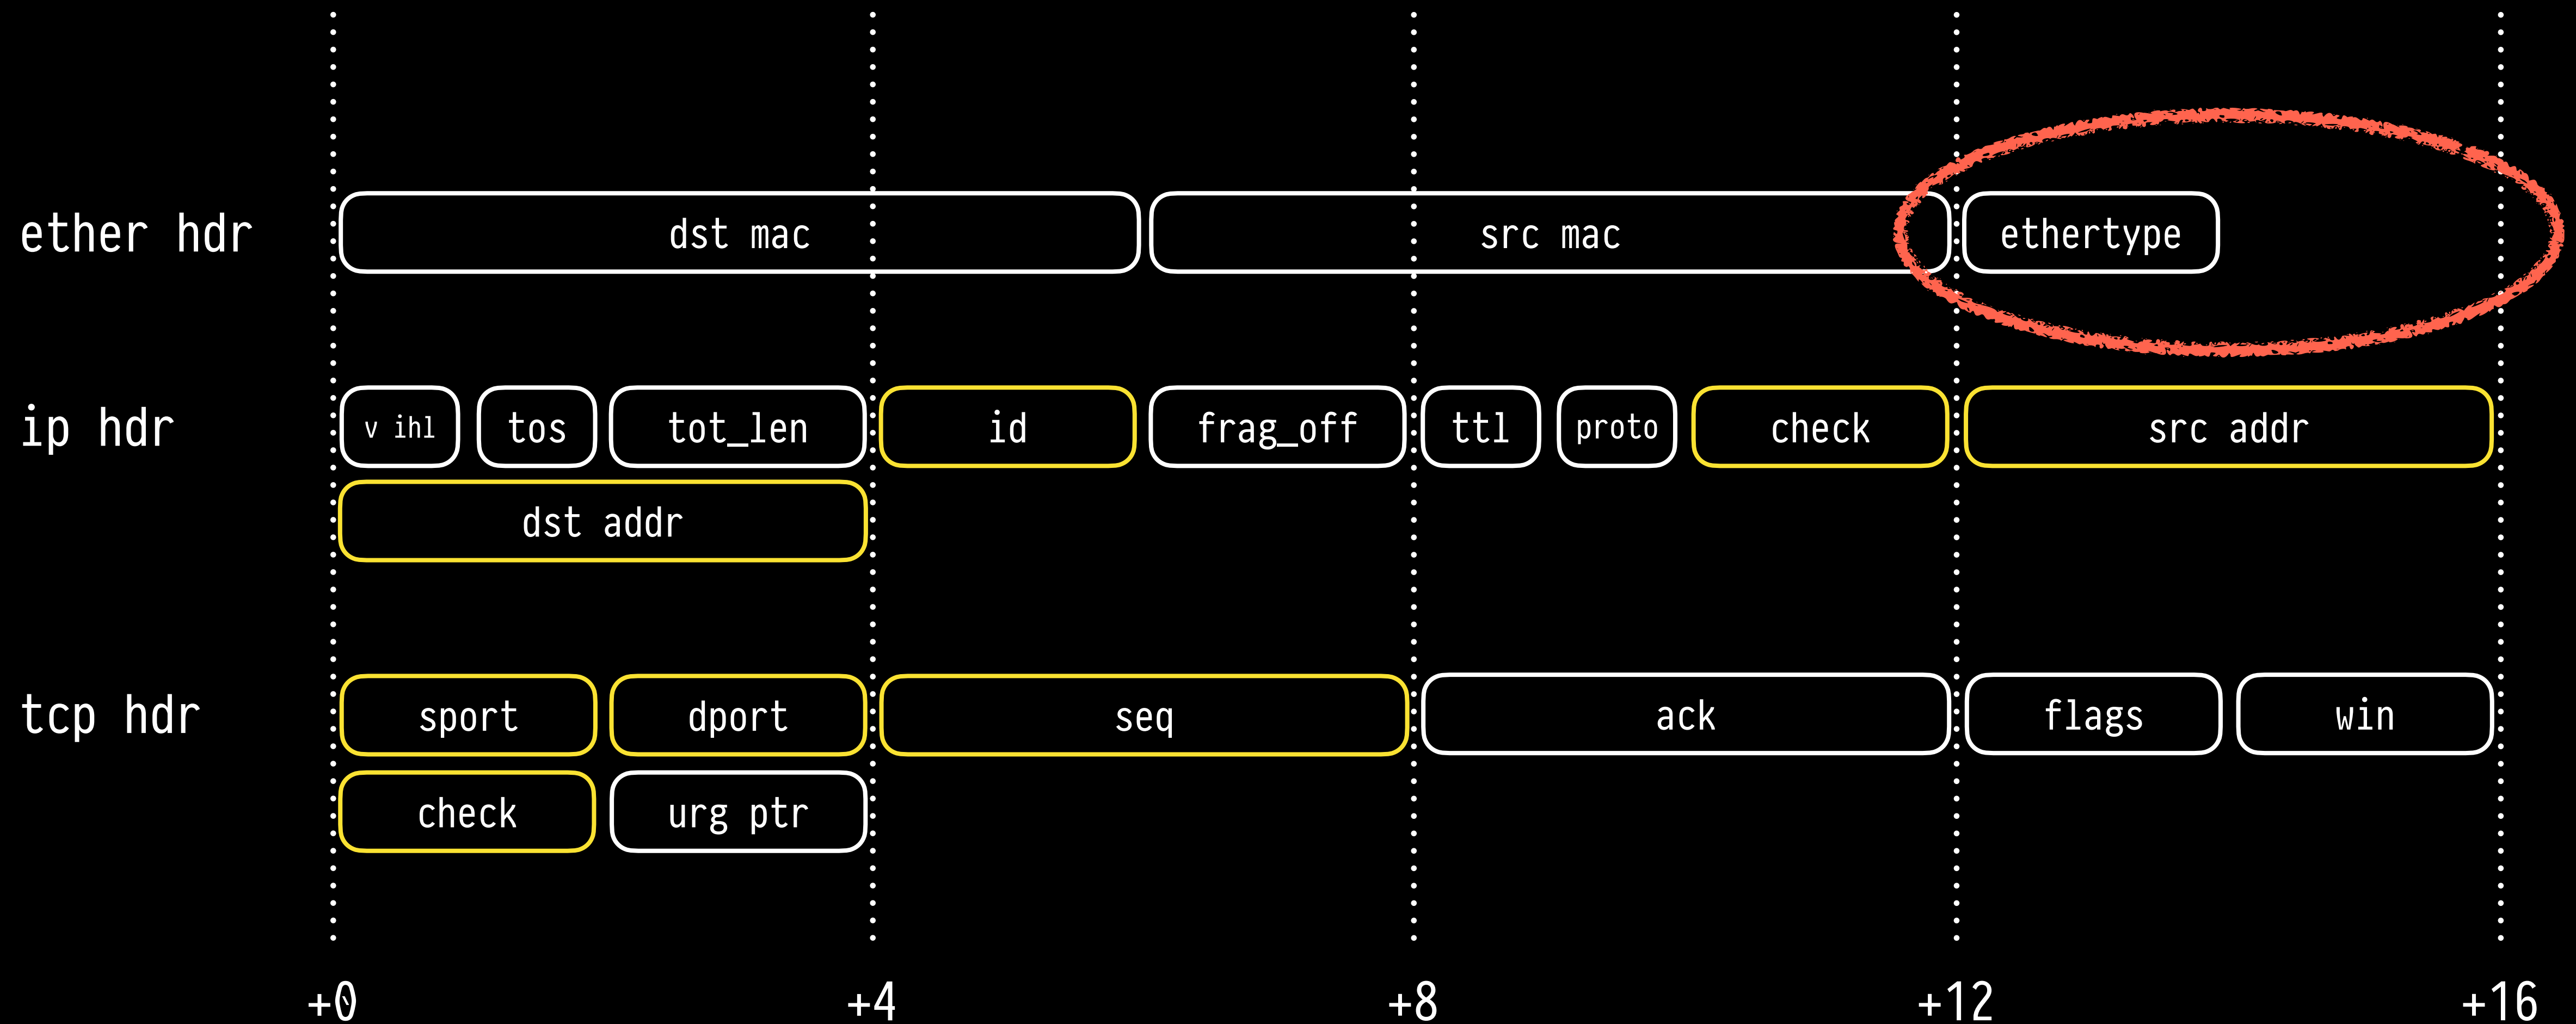 ether hdr dst mac src mac ethertype
ip hdr v ihl tos tot_len id frag_off ttl proto check src addr
dst addr
tcp hdr sport dport seq ack flags win
check urg ptr
+0 +4 +8 +12 +16